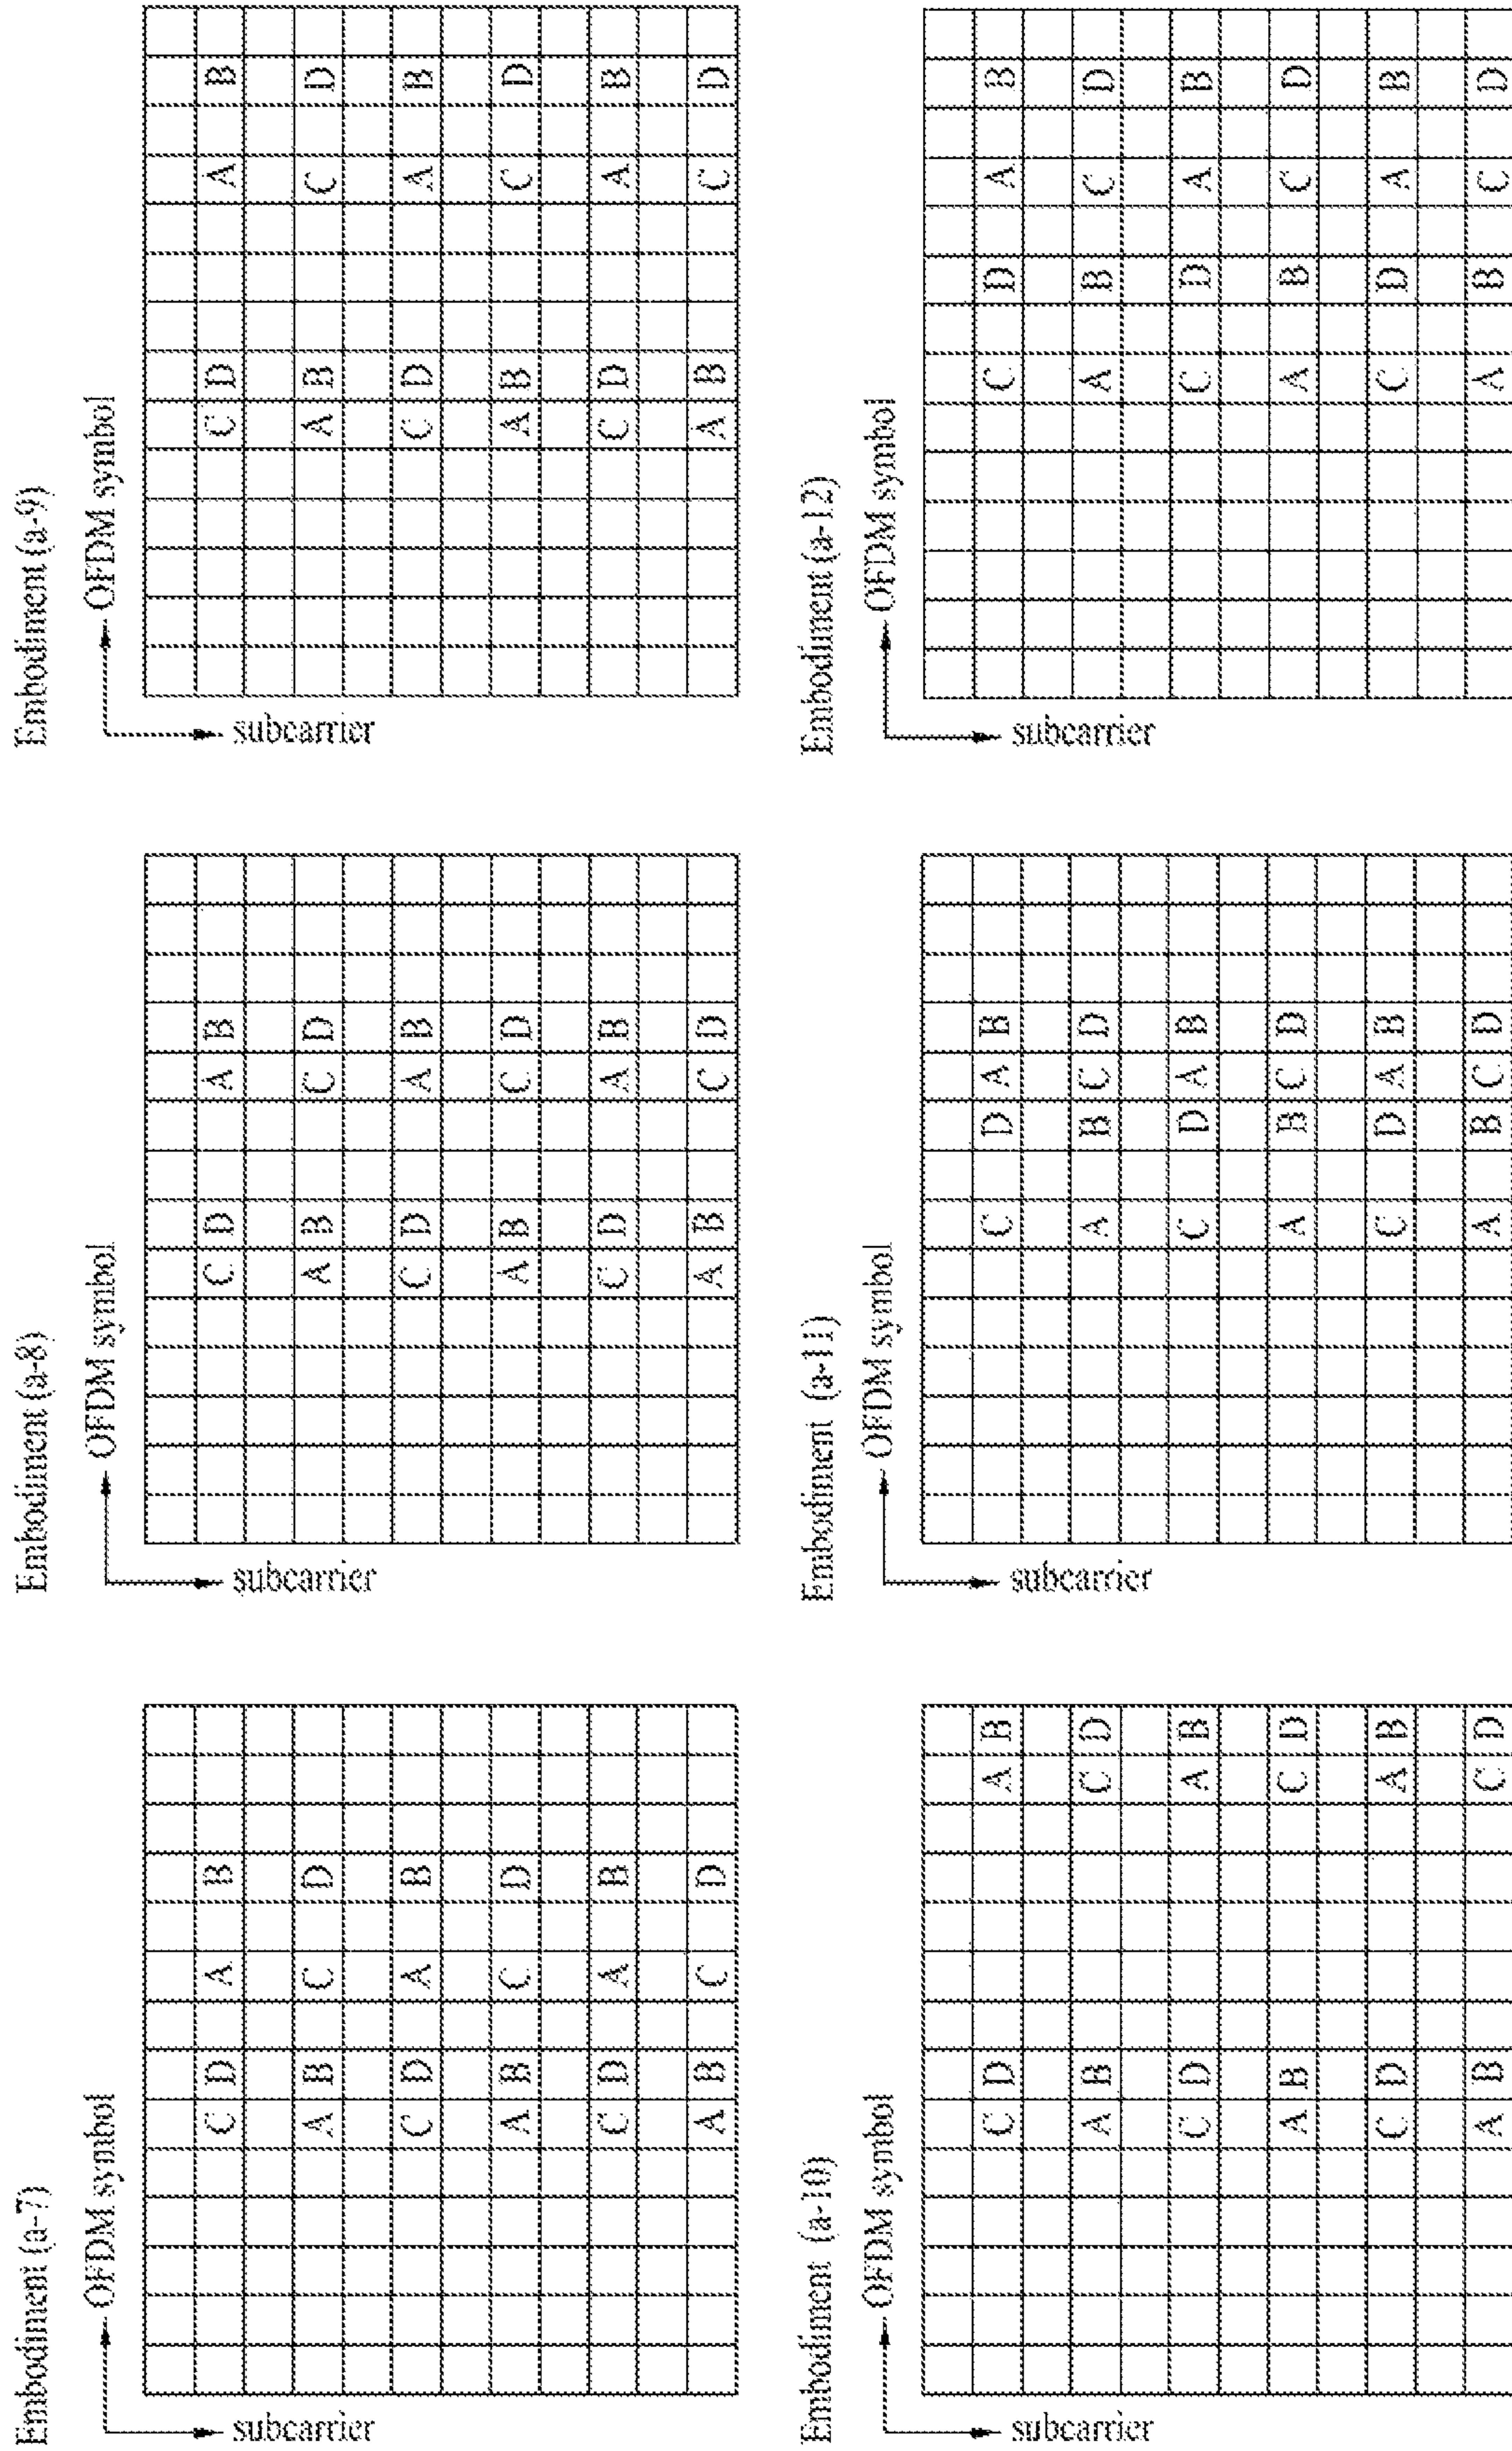 Embodiment (a-7)
OFDM symbol
subcarrier
C D A B
A B C D
C D A B
A B C D
C D A B
A B C D
Embodiment (a-8)
OFDM symbol
subcarrier
C D A B
A B C D
C D A B
A B C D
C D A B
A B C D
Embodiment (a-9)
OFDM symbol
subcarrier
C D A B
A B C D
C D A B
A B C D
C D A B
A B C D
Embodiment (a-10)
OFDM symbol
subcarrier
C D A B
A B C D
C D A B
A B C D
C D A B
A B C D
Embodiment (a-11)
OFDM symbol
subcarrier
C D A B
A B C D
C D A B
A B C D
C D A B
A B C D
Embodiment (a-12)
OFDM symbol
subcarrier
C D A B
A B C D
C D A B
A B C D
C D A B
A B C D